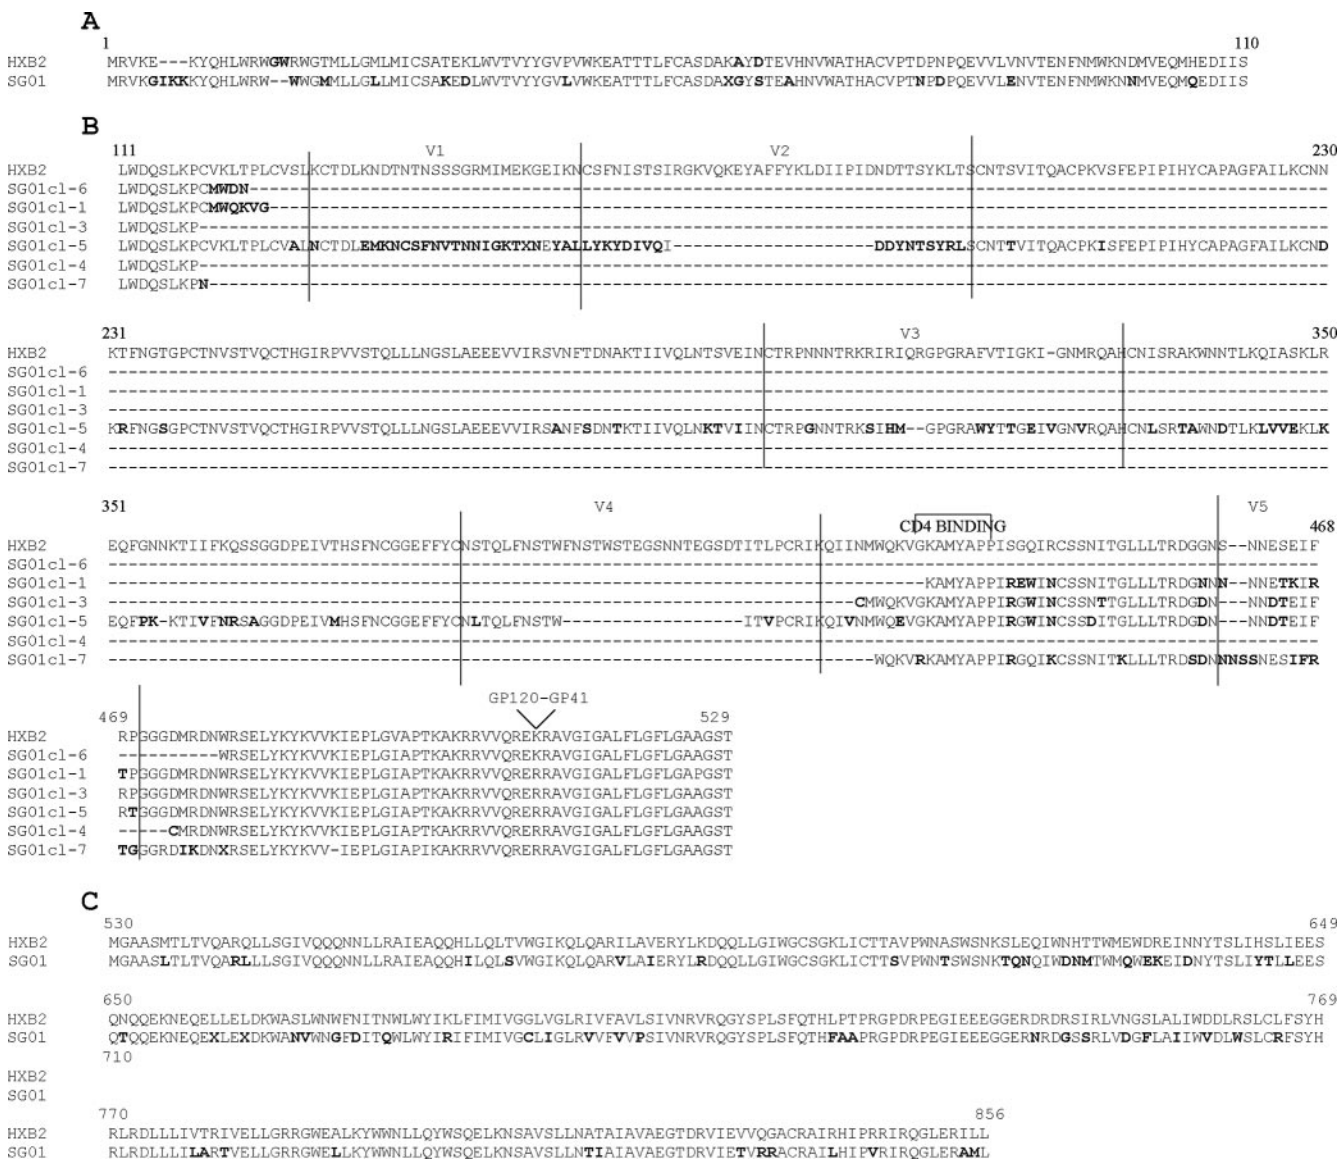 A
1 110
HXB2 MRVKE---KYQHLWRWGWRWGTMLLGMLMICSATEKLWVTVYYGVPVWKEATTTLFCASDAKAYDTEVHNVWATHACVPTDPNPQEVVLVNVTENFNMWKNDMVEQMHEDIIS
SG01 MRVKGIKKKYQHLWRW--WWGMMLLGLLMICSAKEDLWVTVYYGVLVWKEATTTLFCASDAXGYSTEAHNVWATHACVPTNPDPQEVVLENVTENFNMWKNNMVEQMQEDIIS
B
111 V1 V2 230
HXB2 LWDQSLKPCVKLTPLCVSLKCTDLKNDTNTNSSSGRMIMEKGEIKNCSFNISTSIRGKVQKEYAFFYKLDIIPIDNDTTSYKLTSCNTSVITQACPKVSFEPIPIHYCAPAGFAILKCNN
SG01cl-6 LWDQSLKPCMWDN-----------------------------------------------------------------------------------------------------------
SG01cl-1 LWDQSLKPCMWQKVG---------------------------------------------------------------------------------------------------------
SG01cl-3 LWDQSLKP----------------------------------------------------------------------------------------------------------------
SG01cl-5 LWDQSLKPCVKLTPLCVALNCTDLEMKNCSFNVTNNIGKTXNEYALLYKYDIVQI--------------------DDYNTSYRLSCNTTVITQACPKISFEPIPIHYCAPAGFAILKCND
SG01cl-4 LWDQSLKP----------------------------------------------------------------------------------------------------------------
SG01cl-7 LWDQSLKPN---------------------------------------------------------------------------------------------------------------
231 V3 350
HXB2 KTFNGTGPCTNVSTVQCTHGIRPVVSTQLLLNGSLAEEEVVIRSVNFTDNAKTIIVQLNTSVEINCTRPNNNTRKRIRIQRGPGRAFVTIGKI-GNMRQAHCNISRAKWNNTLKQIASKLR
SG01cl-6 ------------------------------------------------------------------------------------------------------------------------
SG01cl-1 ------------------------------------------------------------------------------------------------------------------------
SG01cl-3 ------------------------------------------------------------------------------------------------------------------------
SG01cl-5 KRFNGSGPCTNVSTVQCTHGIRPVVSTQLLLNGSLAEEEVVIRSANFSDNTKTIIVQLNKTVIINCTRPGNNTRKSIHM--GPGRAWYTTGEIVGNVRQAHCNLSRTAWNDTLKLVVEKLK
SG01cl-4 ------------------------------------------------------------------------------------------------------------------------
SG01cl-7 ------------------------------------------------------------------------------------------------------------------------
351 V4 CD4 BINDING V5 468
HXB2 EQFGNNKTIIFKQSSGGDPEIVTHSFNCGGEFFYCNSTQLFNSTWFNSTWSTEGSNNTEGSDTITLPCRIKQIINMWQKVGKAMYAPPISGQIRCSSNITGLLLTRDGGNS--NNESEIF
SG01cl-6 ------------------------------------------------------------------------------------------------------------------------
SG01cl-1 ---------------------------------------------------------------------------------KAMYAPPIREWINCSSNITGLLLTRDGNNN--NNETKIR
SG01cl-3 --------------------------------------------------------------------------CMWQKVGKAMYAPPIRGWINCSSNTTGLLLTRDGDN---NNDTEIF
SG01cl-5 EQFPPK-KTIVFNRSAGGDPEIVMHSFNCGGEFFYCNLTQLFNSTW------------------ITVPCRIKQIVNMWQEVGKAMYAPPIRGWINCSSDITGLLLTRDGDN---NNDTEIF
SG01cl-4 ------------------------------------------------------------------------------------------------------------------------
SG01cl-7 ----------------------------------------------------------------------------WQKVRKAMYAPPIRGQIKCSSNITKLLLTRDSDNNNSSNESIFR
GP120-GP41
469 529
HXB2 RPGGGDMRDNWRSELYKYKVVKIEPLGVAPTKAKRRVVQREKRAVGIGALFLGFLGAAGST
SG01cl-6 ----------WRSELYKYKVVKIEPLGIAPTKAKRRVVQREKRAVGIGALFLGFLGAAGST
SG01cl-1 TPGGGDMRDNWRSELYKYKVVKIEPLGIAPTKAKRRVVQRERRAVGIGALFLGFLGAPGST
SG01cl-3 RPGGGDMRDNWRSELYKYKVVKIEPLGIAPTKAKRRVVQRERRAVGIGALFLGFLGAAGST
SG01cl-5 RTGGGDMRDNWRSELYKYKVVKIEPLGIAPTKAKRRVVQRERRAVGIGALFLGFLGAAGST
SG01cl-4 -----CMRDNWRSELYKYKVVKIEPLGIAPTKAKRRVVQRERRAVGIGALFLGFLGAAGST
SG01cl-7 TGGGRDIKDNXRSELYKYKVV-IEPLGIAPIKAKRRVVQRERRAVGIGALFLGFLGAAGST
C
530 649
HXB2 MGAASMTLTVQARQLLSGIVQQQNNLLRAIEAQQHLLQLTVWGIKQLQARILAVERYLKDQQLLGIWGCSGKLICTTAVPWNASWSNKSLEQIWNHTTWMEWDREINNYTSLIHSLIEES
SG01 MGAASLTLTVQARLLLSGIVQQQNNLLRAIEAQQHILQLSVWGIKQLQARVLAIERYLRDQQLLGIWGCSGKLICTTSVPWNTSWSNKTQNQIWDNMTWMQWEKEIDNYTSLIYTLLEES
650 769
HXB2 QNQQEKNEQELLELDKWASLWNWFNITNWLWYIKLFIMIVGGLVGLRIVFAVLSIVNRVRQGYSPLSFQTHLPTPRGPDRPEGIEEEGGERDRDRSIRLVNGSLALIWDDLRSLCLFSYH
SG01 QTQQEKNEQEXLEXDKWANVWNGFDITQWLWYIRIFIMIVGCLIGLRVVFVVPSIVNRVRQGYSPLSFQTHFAAPRGPDRPEGIEEEGGERNRDGSSRLVDGFLAIIWVDLWSLCRFSYH
710
HXB2
SG01
770 856
HXB2 RLRDLLLIVTRIVELLGRRGWEALKYWWNLLQYWSQELKNSAVSLLNATAIAVAEGTDRVIEVVQGACRAIRHIPRRIRQGLERILL
SG01 RLRDLLLILARTVELLGRRGWELLKYWWNLLQYWSQELKNSAVSLLNTIAIAVAEGTDRVIETVRRACRAILHIPVRIRQGLERAML